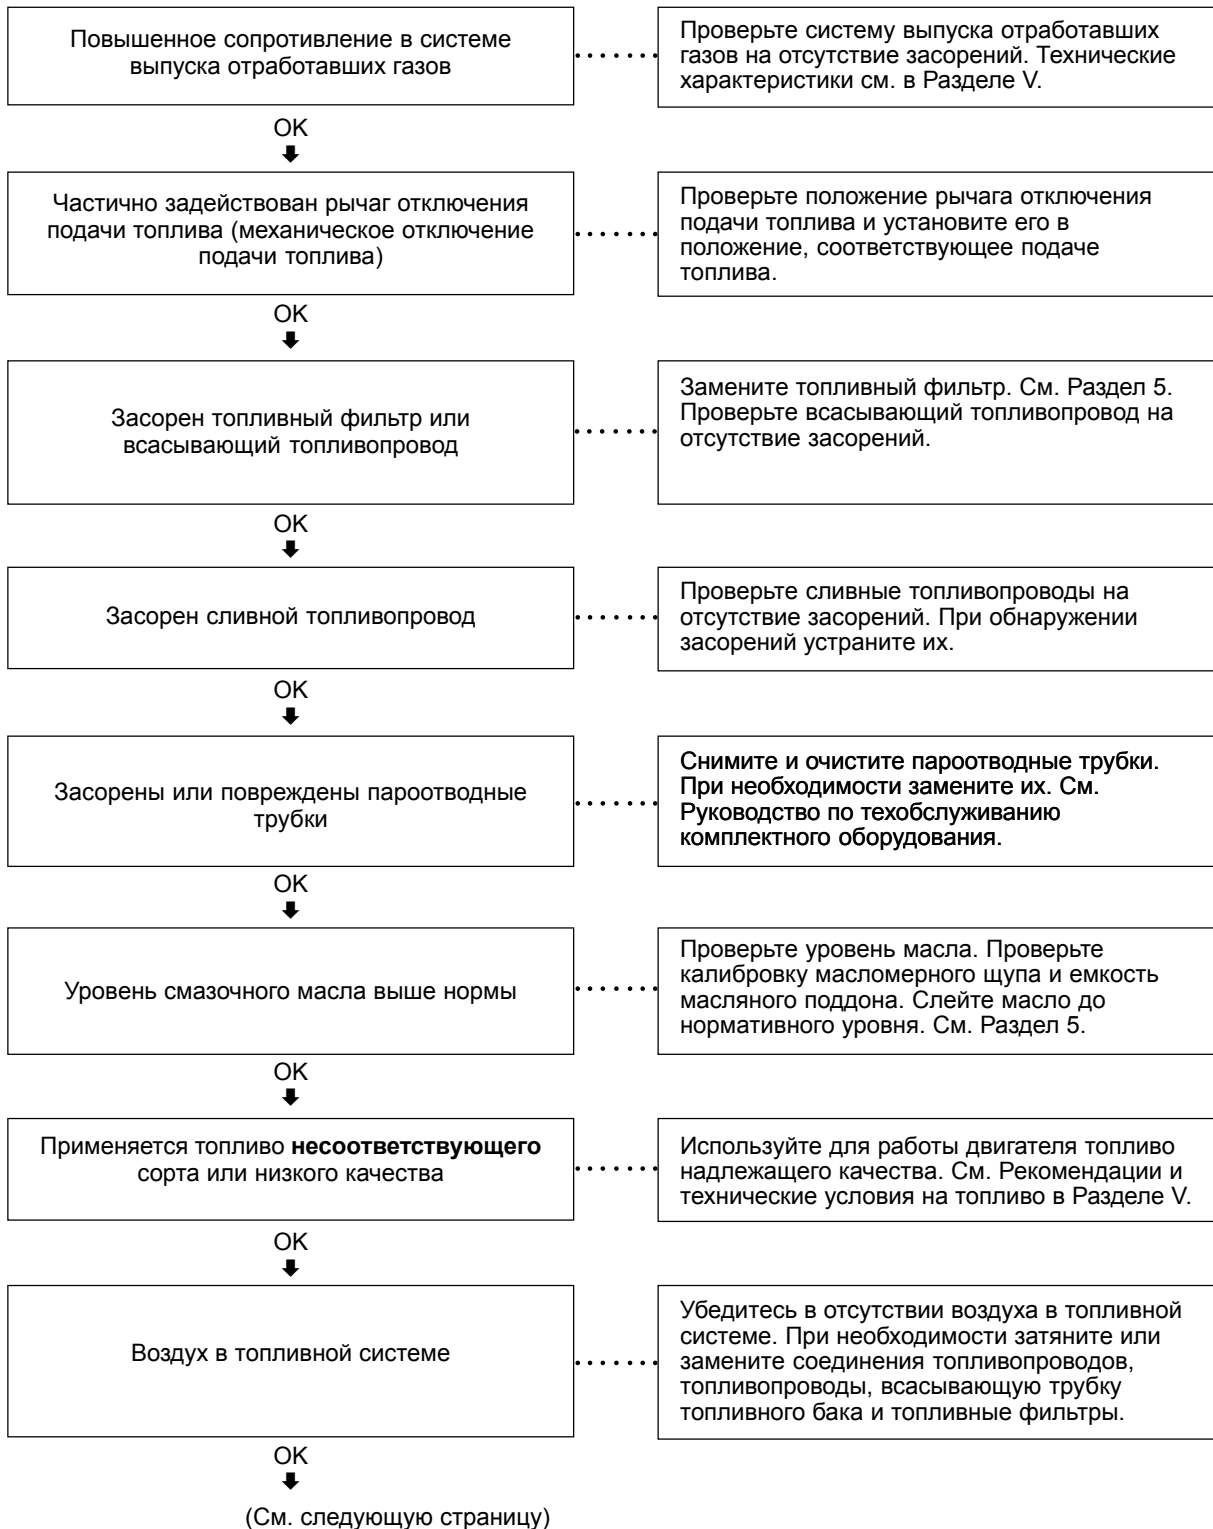 Повышенное сопротивление в системе
выпуска отработавших газов
Проверьте систему выпуска отработавших
газов на отсутствие засорений. Технические
характеристики см. в Разделе V.
OK
Частично задействован рычаг отключения
подачи топлива (механическое отключение
подачи топлива)
Проверьте положение рычага отключения
подачи топлива и установите его в
положение, соответствующее подаче
топлива.
OK
Засорен топливный фильтр или
всасывающий топливопровод
Замените топливный фильтр. См. Раздел 5.
Проверьте всасывающий топливопровод на
отсутствие засорений.
OK
Засорен сливной топливопровод
Проверьте сливные топливопроводы на
отсутствие засорений. При обнаружении
засорений устраните их.
OK
Засорены или повреждены пароотводные
трубки
Снимите и очистите пароотводные трубки.
При необходимости замените их. См.
Руководство по техобслуживанию
комплектного оборудования.
OK
Уровень смазочного масла выше нормы
Проверьте уровень масла. Проверьте
калибровку масломерного щупа и емкость
масляного поддона. Слейте масло до
нормативного уровня. См. Раздел 5.
OK
Применяется топливо несоответствующего
сорта или низкого качества
Используйте для работы двигателя топливо
надлежащего качества. См. Рекомендации и
технические условия на топливо в Разделе V.
OK
Воздух в топливной системе
Убедитесь в отсутствии воздуха в топливной
системе. При необходимости затяните или
замените соединения топливопроводов,
топливопроводы, всасывающую трубку
топливного бака и топливные фильтры.
OK
(См. следующую страницу)